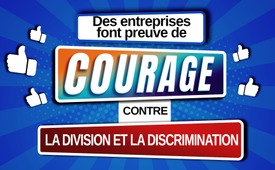 Des entreprises
font preuve de
COURAGE
CONTRE
LA DIVISION ET LA DISCRIMINATION